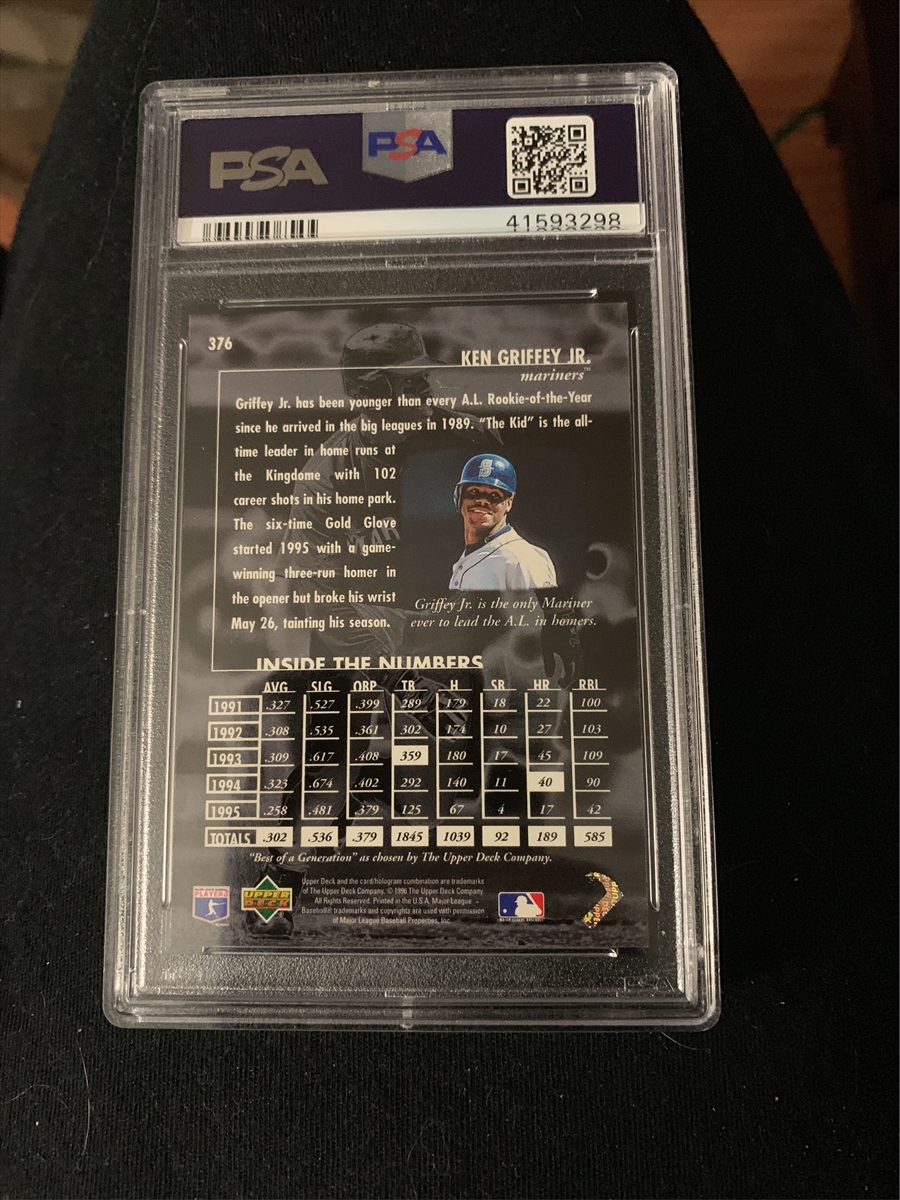 PSA
PSA
41593298
376
KEN GRIFFEY JR.
mariners™
Griffey Jr. has been younger than every A.L. Rookie-of-the-Year
since he arrived in the big leagues in 1989. "The Kid" is the all-
time leader in home runs at
the Kingdome with 102
career shots in his home park.
The six-time Gold Glove
started 1995 with a game-
winning three-run homer in
the opener but broke his wrist
May 26, tainting his season.
Griffey Jr. is the only Mariner
ever to lead the A.L. in homers.
INSIDE THE NUMBERS
AVG SLG OBP TB H SB HR RBI
1991 .327 .527 .399 289 179 18 22 100
1992 .308 .535 .361 302 174 10 27 103
1993 .309 .617 .408 359 180 17 45 109
1994 .323 .674 .402 292 140 11 40 90
1995 .258 .481 .379 125 67 4 17 42
TOTALS .302 .536 .379 1845 1039 92 189 585
"Best of a Generation" as chosen by The Upper Deck Company.
Upper Deck and the card/hologram combination are trademarks
of The Upper Deck Company. © 1996 The Upper Deck Company.
All Rights Reserved. Printed in the U.S.A. Major League
Baseball trademarks and copyrights are used with permission
of Major League Baseball Properties, Inc.
PLAYERS
UPPER
DECK
PSA